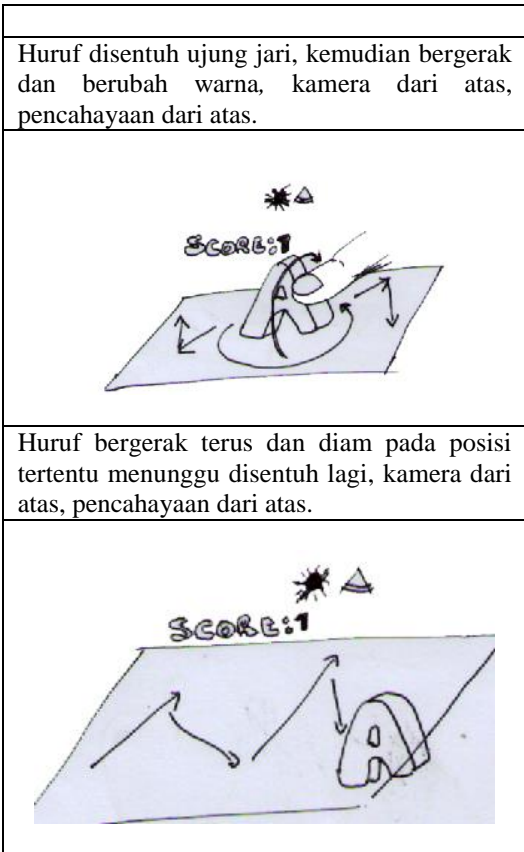 Huruf disentuh ujung jari, kemudian bergerak
dan berubah warna, kamera dari atas,
pencahayaan dari atas.
SCORE:1
A
Huruf bergerak terus dan diam pada posisi
tertentu menunggu disentuh lagi, kamera dari
atas, pencahayaan dari atas.
SCORE:1
A